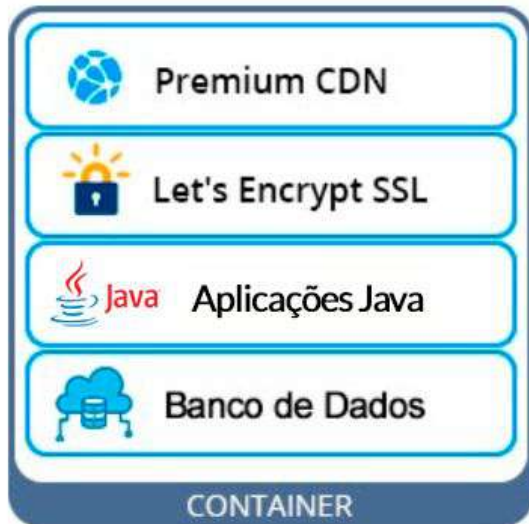 Premium CDN
Let's Encrypt SSL
Java Aplicações Java
Banco de Dados
CONTAINER